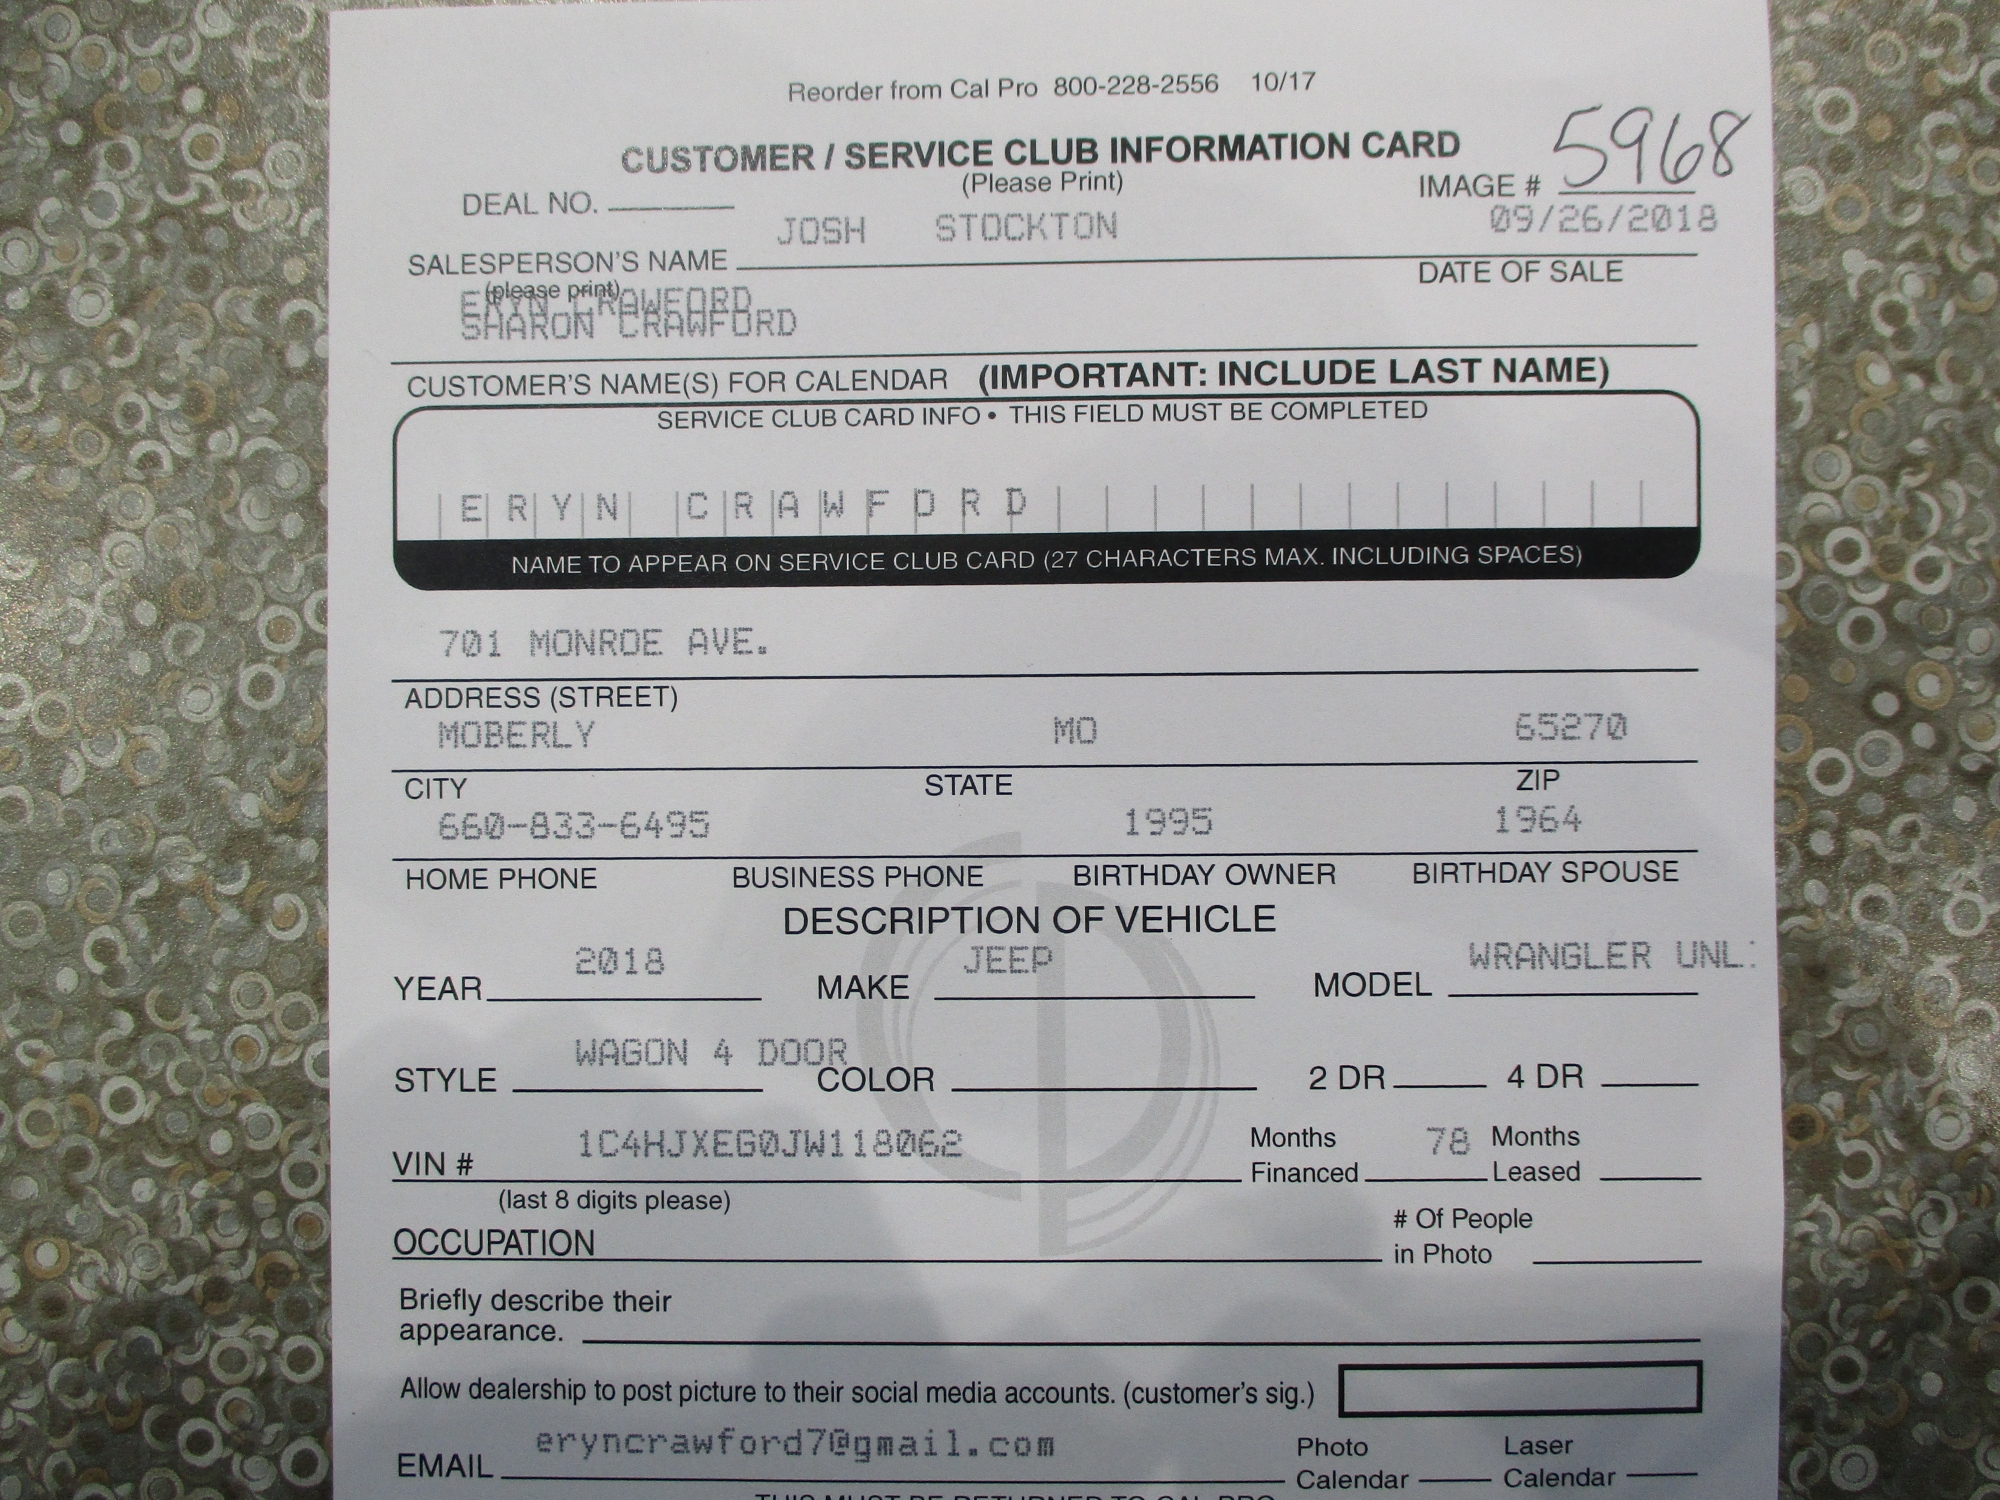 Reorder from Cal Pro 800-228-2556 10/17
CUSTOMER / SERVICE CLUB INFORMATION CARD
(Please Print)
5968
DEAL NO. IMAGE #
JOSH STOCKTON 09/26/2018
SALESPERSON'S NAME DATE OF SALE
(please print)
ERYN CRAWFORD
SHARON CRAWFORD
CUSTOMER'S NAME(S) FOR CALENDAR (IMPORTANT: INCLUDE LAST NAME)
SERVICE CLUB CARD INFO • THIS FIELD MUST BE COMPLETED
ERYN CRAWFORD
NAME TO APPEAR ON SERVICE CLUB CARD (27 CHARACTERS MAX. INCLUDING SPACES)
701 MONROE AVE.
ADDRESS (STREET)
MOBERLY MO 65270
CITY STATE ZIP
660-833-6495 1995 1964
HOME PHONE BUSINESS PHONE BIRTHDAY OWNER BIRTHDAY SPOUSE
DESCRIPTION OF VEHICLE
2018 JEEP WRANGLER UNL
YEAR MAKE MODEL
WAGON 4 DOOR
STYLE COLOR 2 DR 4 DR
1C4HJXEG0JW118062 Months 78 Months
VIN # Financed Leased
(last 8 digits please)
# Of People
OCCUPATION in Photo
Briefly describe their
appearance.
Allow dealership to post picture to their social media accounts. (customer's sig.)
eryncrawford7@gmail.com Photo Laser
EMAIL Calendar Calendar
THIS MUST BE RETURNED TO CAL PRO